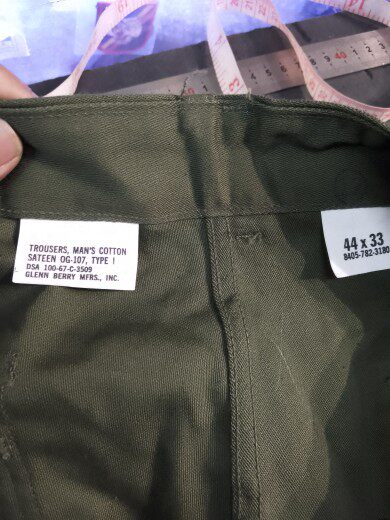 TROUSERS, MAN'S COTTON
SATEEN OG-107, TYPE I
DSA 100-67-C-3509
GLENN BERRY MFRS., INC.
44 x 33
8405-782-3180